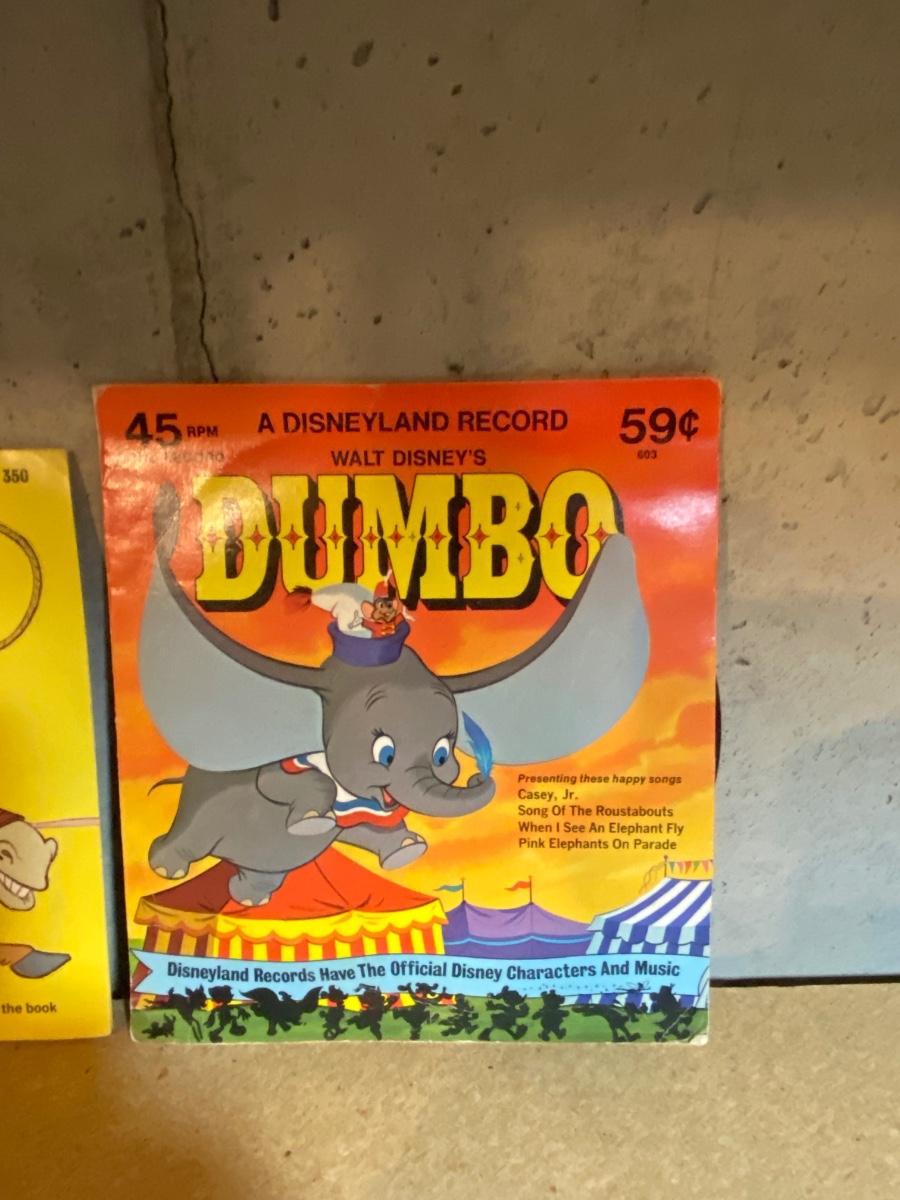 45 RPM
A DISNEYLAND RECORD
59¢
603
WALT DISNEY'S
DUMBO
Presenting these happy songs
Casey, Jr.
Song Of The Roustabouts
When I See An Elephant Fly
Pink Elephants On Parade
Disneyland Records Have The Official Disney Characters And Music
350
the book